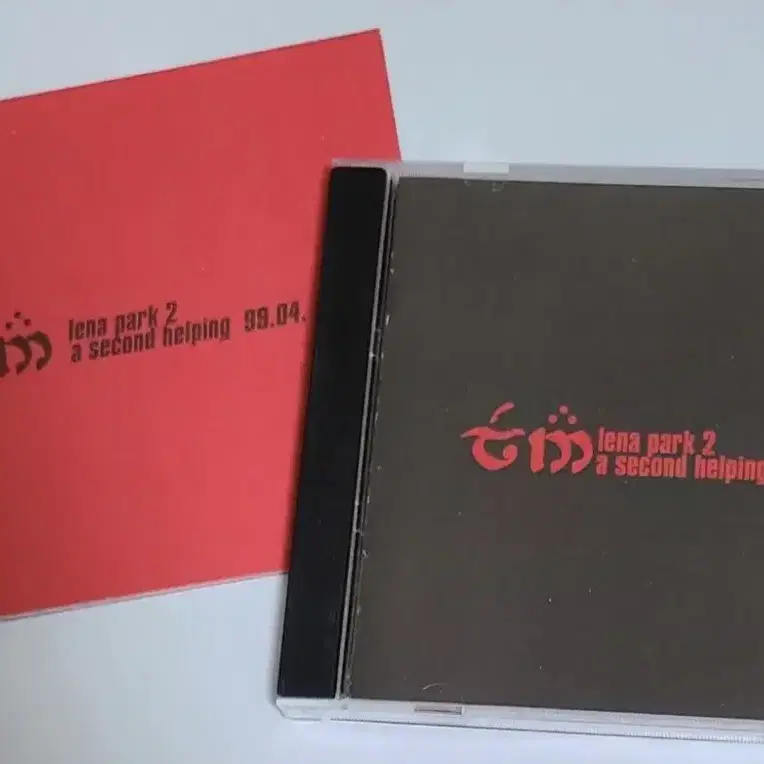 lena park 2
a second helping 99.04.
lena park 2
a second helping